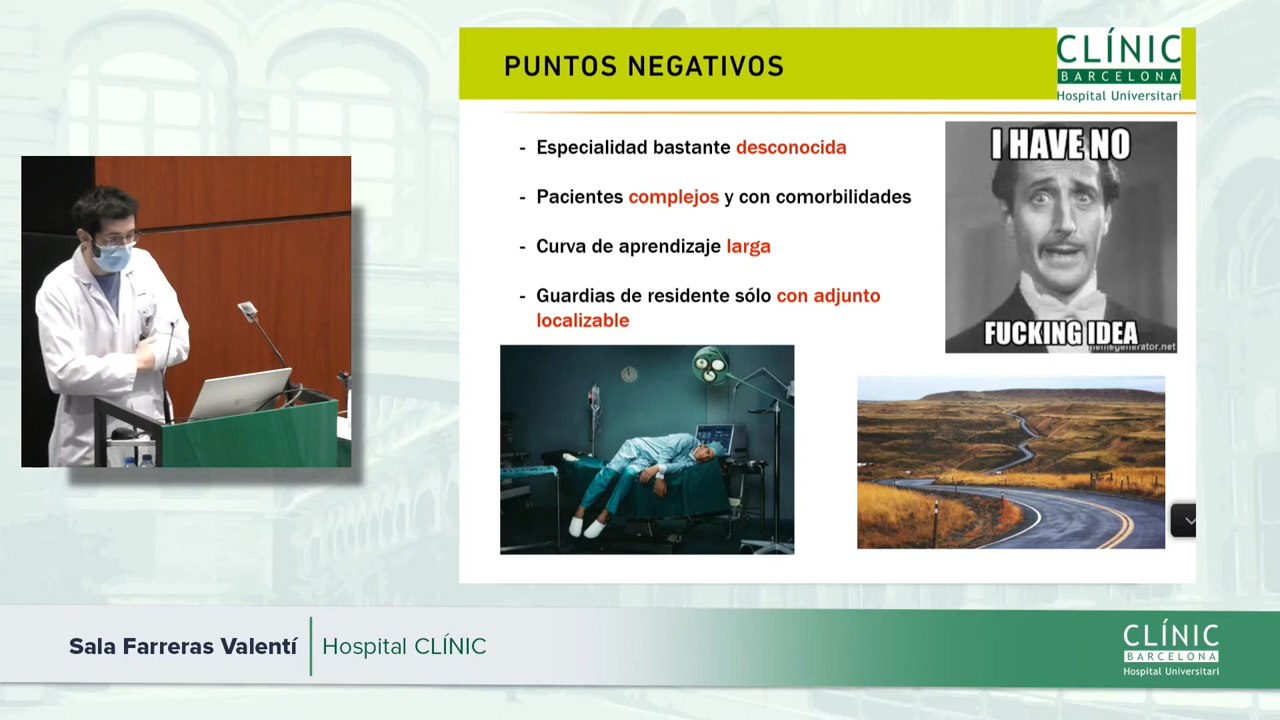 PUNTOS NEGATIVOS
CLÍNIC
BARCELONA
Hospital Universitari
- Especialidad bastante desconocida
- Pacientes complejos y con comorbilidades
- Curva de aprendizaje larga
- Guardias de residente sólo con adjunto
localizable
I HAVE NO
FUCKING IDEA
memegenerator.net
Sala Farreras Valentí
Hospital CLÍNIC
CLÍNIC
BARCELONA
Hospital Universitari